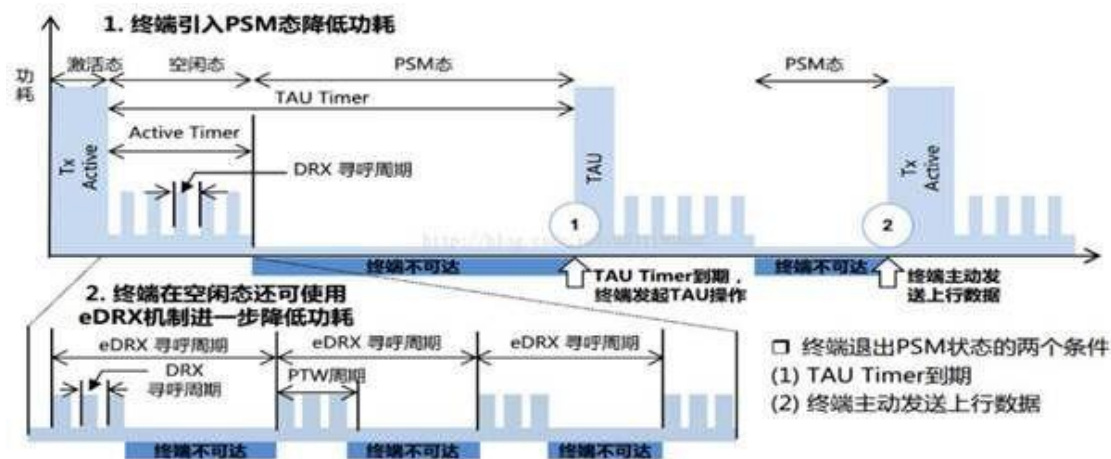 1. 终端引入PSM态降低功耗
功耗
激活态
空闲态
PSM态
PSM态
TAU Timer
Active Timer
DRX 寻呼周期
Tx Active
TAU
Tx Active
1
2
终端不可达
终端不可达
TAU Timer到期，
终端发起TAU操作
终端主动发
送上行数据
2. 终端在空闲态还可使用
eDRX机制进一步降低功耗
eDRX 寻呼周期
eDRX 寻呼周期
eDRX 寻呼周期
DRX
寻呼周期
PTW周期
终端不可达
终端不可达
终端不可达
口 终端退出PSM状态的两个条件
(1) TAU Timer到期
(2) 终端主动发送上行数据